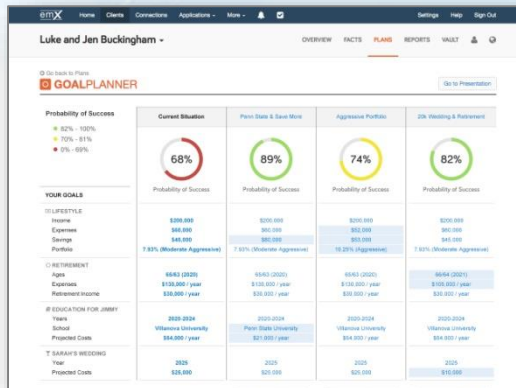 emX Home Clients Connections Applications More Settings Help Sign Out
Luke and Jen Buckingham OVERVIEW FACTS PLANS REPORTS VAULT
Go back to Plans
GOALPLANNER Go to Presentation
Probability of Success Current Situation Penn State & Save More Aggressive Portfolio 20k Wedding & Retirement
82% - 100%
70% - 81%
0% - 69%
68% 89% 74% 82%
Probability of Success Probability of Success Probability of Success Probability of Success
YOUR GOALS
LIFESTYLE
Income $200,000 $200,000 $200,000 $200,000
Expenses $60,000 $60,000 $52,000 $60,000
Savings $40,000 $60,000 $50,000 $40,000
Portfolio 7.93% (Moderate Aggressive) 7.93% (Moderate Aggressive) 10.25% (Aggressive) 7.93% (Moderate Aggressive)
RETIREMENT
Ages 65/63 (2020) 65/63 (2020) 65/63 (2020) 66/64 (2021)
Expenses $130,000 / year $130,000 / year $130,000 / year $100,000 / year
Retirement Income $39,000 / year $39,000 / year $39,000 / year $39,000 / year
EDUCATION FOR JIMMY
Years 2020-2024 2020-2024 2020-2024 2020-2024
School Villanova University Penn State University Villanova University Villanova University
Projected Costs $54,000 / year $21,000 / year $54,000 / year $54,000 / year
SARAH'S WEDDING
Year 2025 2025 2025 2025
Projected Costs $25,000 $25,000 $25,000 $10,000